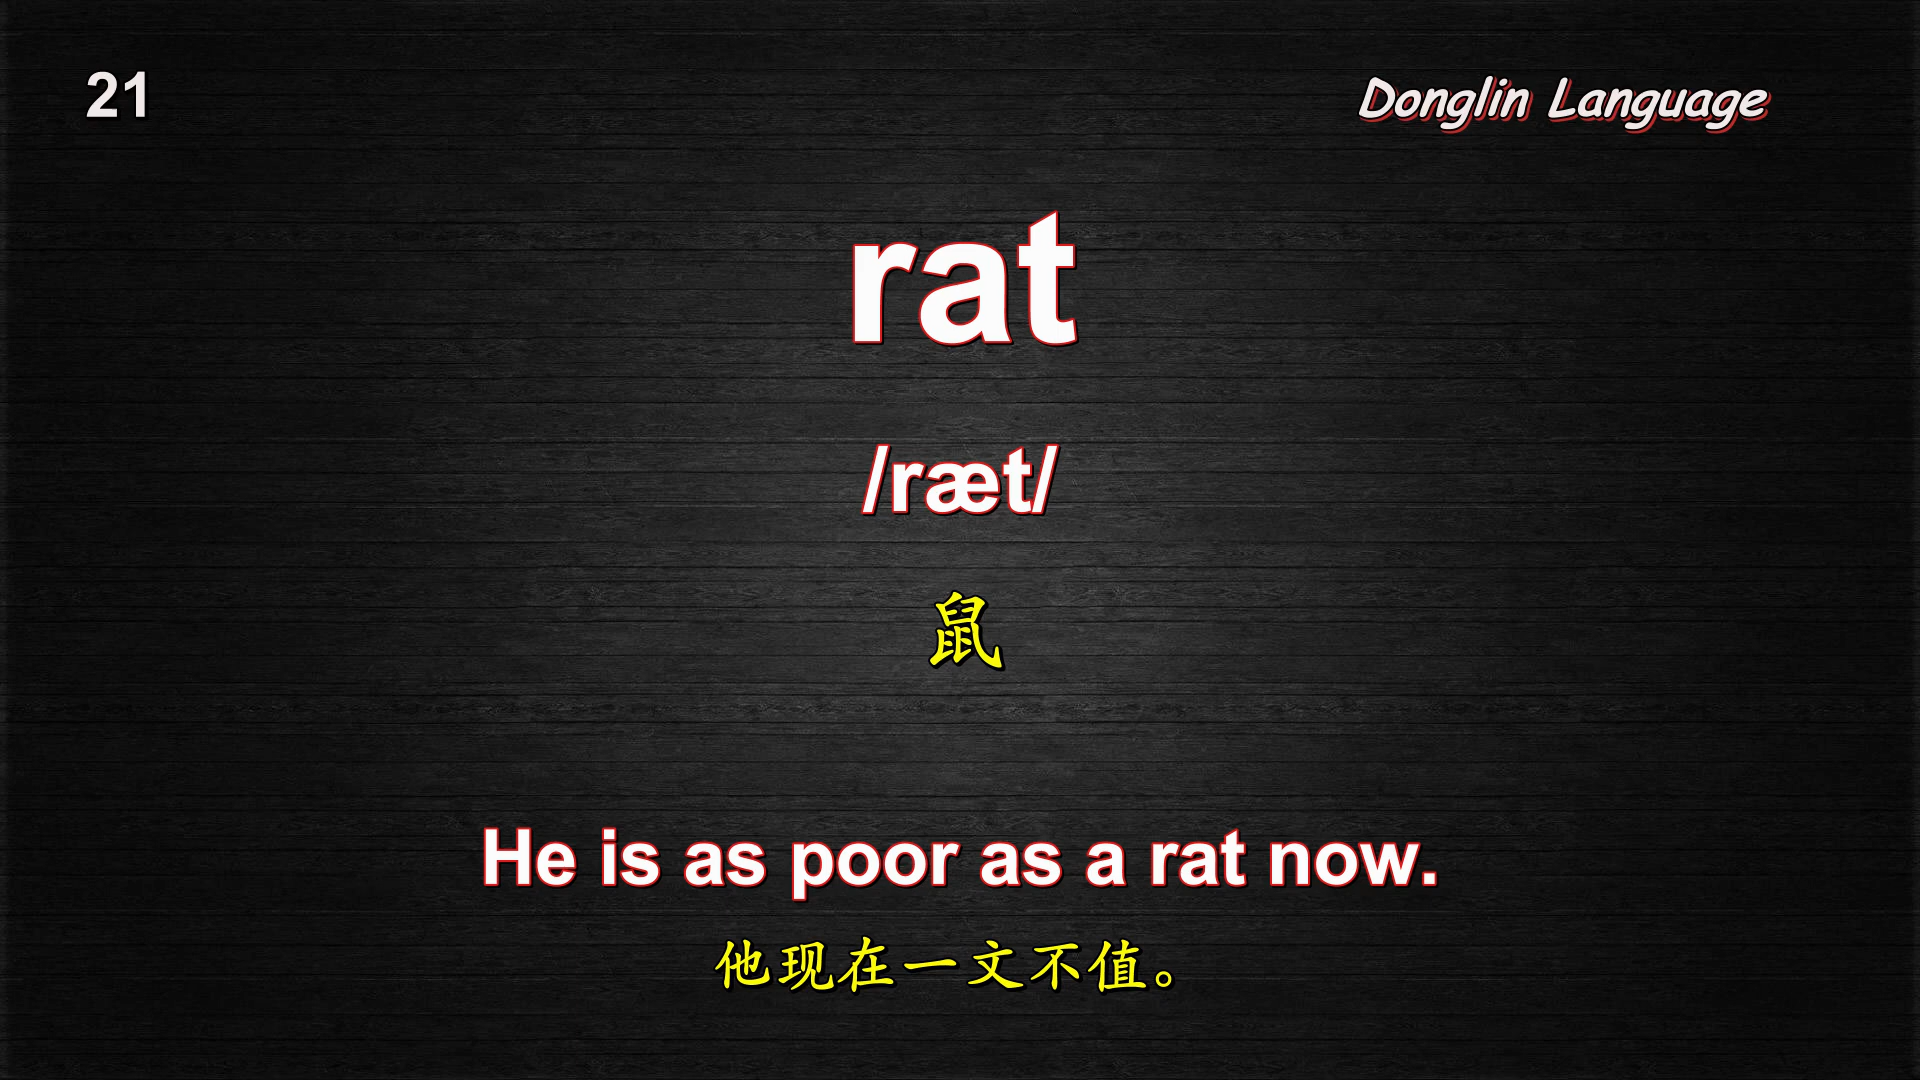 21
Donglin Language
rat
/ræt/
鼠
He is as poor as a rat now.
他现在一文不值。